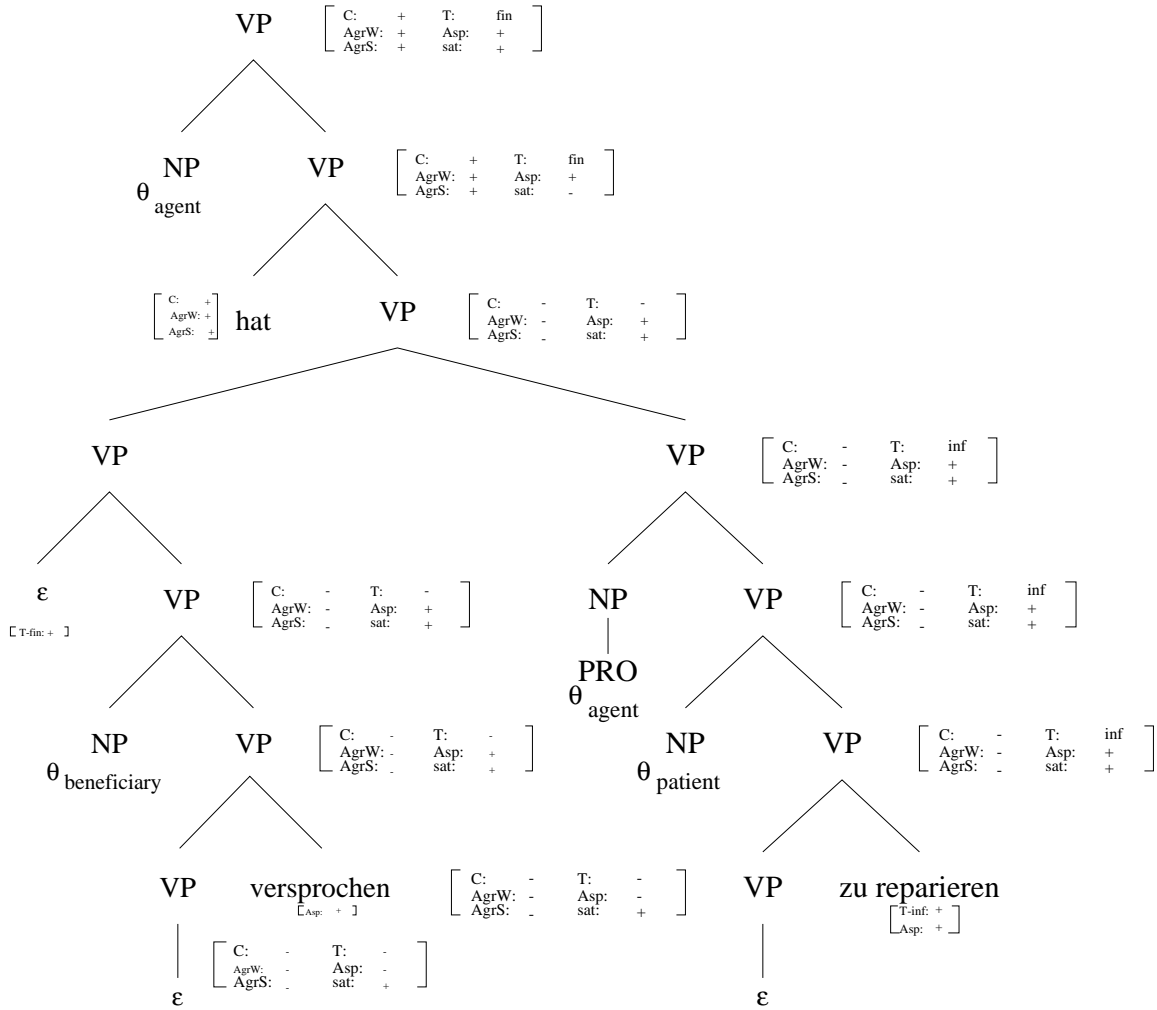 VP [ C: + T: fin
AgrW: + Asp: +
AgrS: + sat: + ]
NP VP [ C: + T: fin
θ agent AgrW: + Asp: +
AgrS: + sat: - ]
[ C: + AgrW: + AgrS: + ] hat VP [ C: - T: -
AgrW: - Asp: +
AgrS: - sat: + ]
VP VP [ C: - T: inf
AgrW: - Asp: +
AgrS: - sat: + ]
ε VP [ C: - T: - NP VP [ C: - T: inf
[ T-fin: + ] AgrW: - Asp: + AgrW: - Asp: +
AgrS: - sat: + ] AgrS: - sat: + ]
PRO
θ agent
NP VP [ C: - T: - NP VP [ C: - T: inf
θ beneficiary AgrW: - Asp: + θ patient AgrW: - Asp: +
AgrS: - sat: + ] AgrS: - sat: + ]
VP versprochen [ C: - T: - VP zu reparieren
[ Asp: + ] AgrW: - Asp: - [ T-inf: +
AgrS: - sat: + ] Asp: + ]
[ C: - T: -
AgrW: - Asp: -
AgrS: - sat: + ]
ε ε